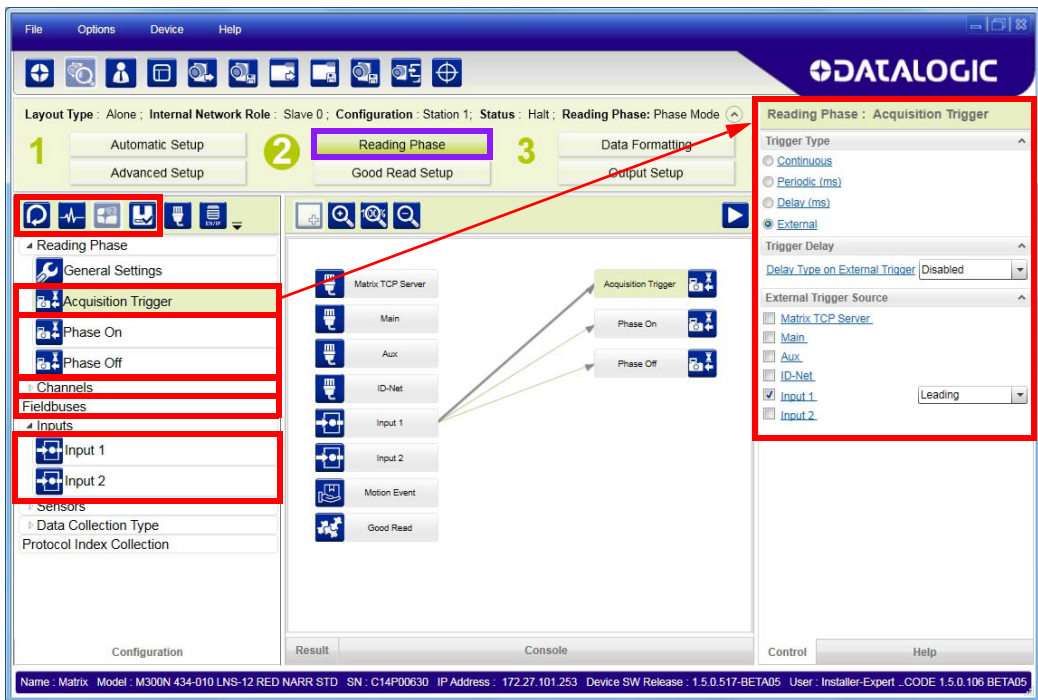 File Options Device Help
DATALOGIC
Layout Type : Alone ; Internal Network Role : Slave 0 ; Configuration : Station 1; Status : Halt ; Reading Phase: Phase Mode
1 Automatic Setup
Advanced Setup
2 Reading Phase
Good Read Setup
3 Data Formatting
Output Setup
EN/IP
Reading Phase
General Settings
Acquisition Trigger
Phase On
Phase Off
Channels
Fieldbuses
Inputs
Input 1
Input 2
Sensors
Data Collection Type
Protocol Index Collection
Configuration
100%
Matrix TCP Server
Main
Aux
ID-Net
Input 1
Input 2
Motion Event
Good Read
Acquisition Trigger
Phase On
Phase Off
Result Console
Reading Phase : Acquisition Trigger
Trigger Type
Continuous
Periodic (ms)
Delay (ms)
External
Trigger Delay
Delay Type on External Trigger Disabled
External Trigger Source
Matrix TCP Server
Main
Aux
ID-Net
Input 1 Leading
Input 2
Control Help
Name : Matrix Model : M300N 434-010 LNS-12 RED NARR STD SN : C14P00630 IP Address : 172.27.101.253 Device SW Release : 1.5.0.517-BETA05 User : Installer-Expert ..CODE 1.5.0.106 BETA05